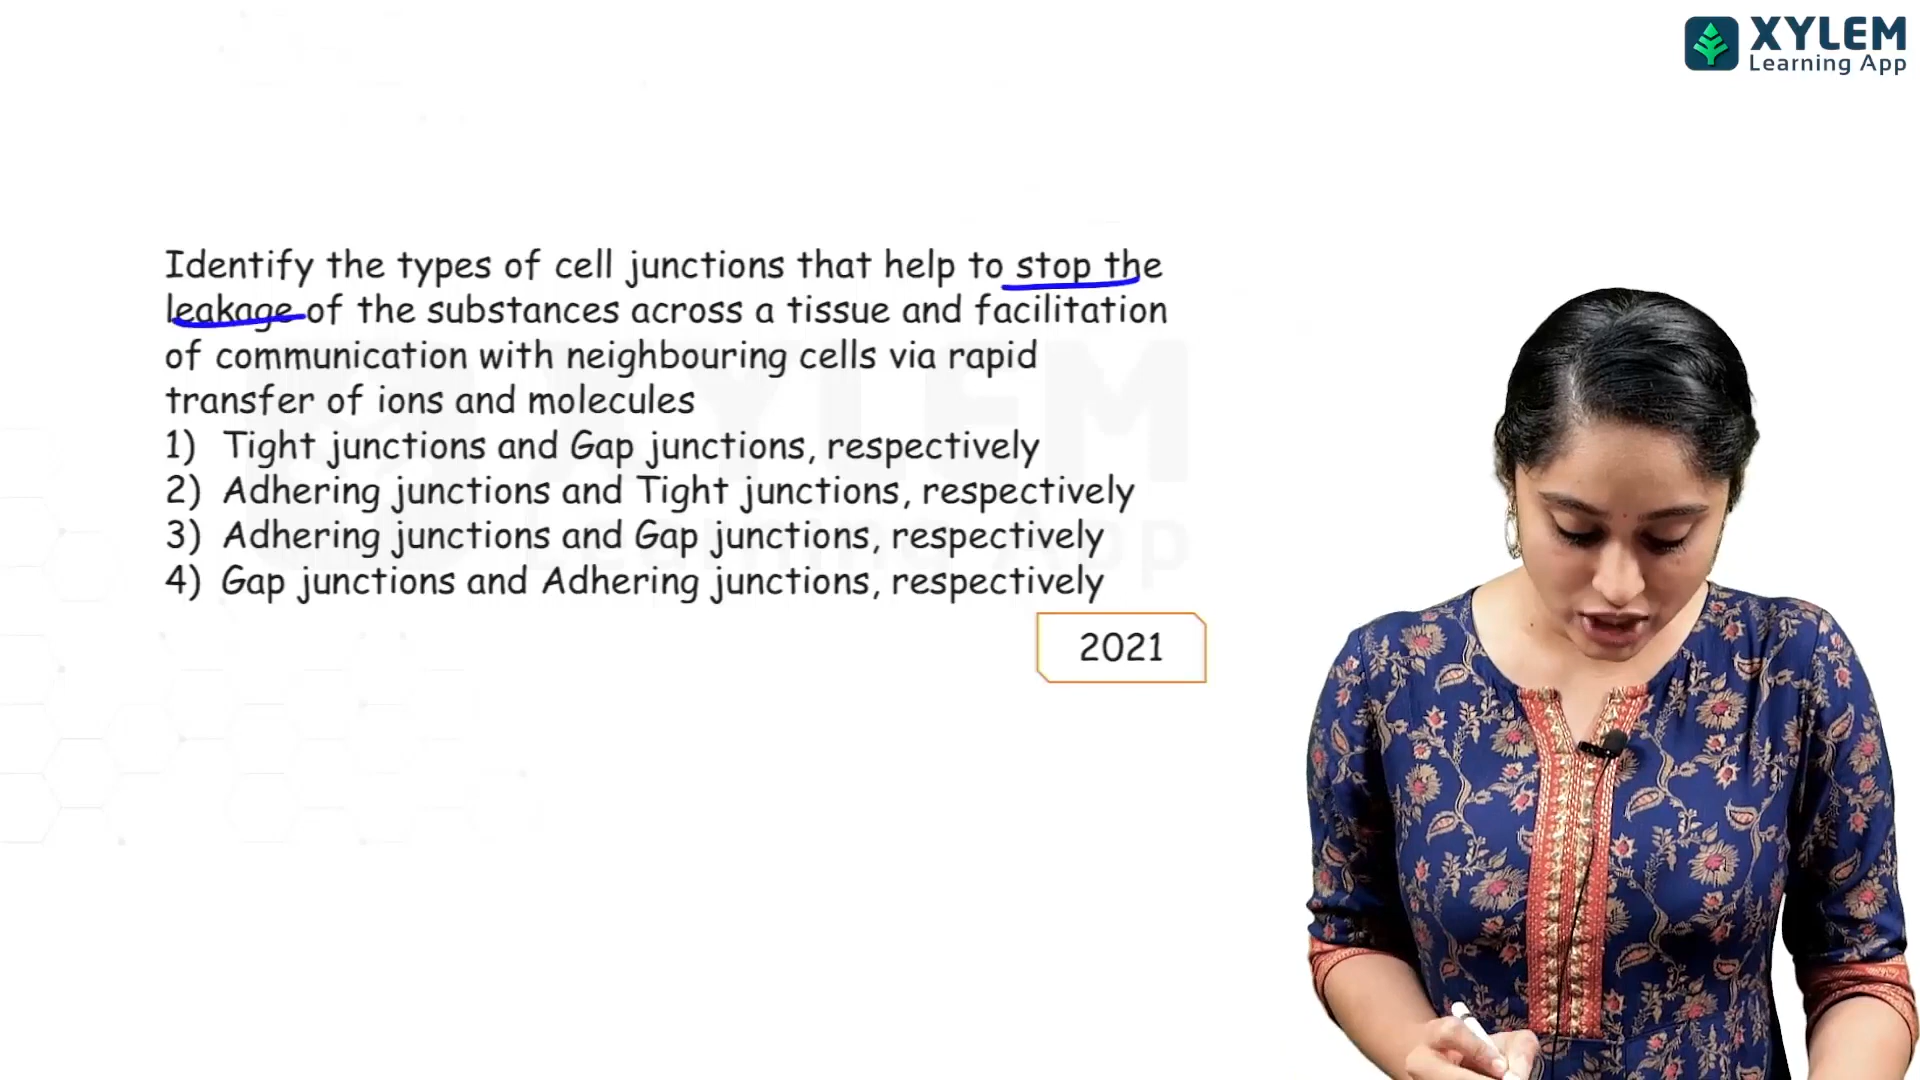 XYLEM
Learning App
Identify the types of cell junctions that help to stop the
leakage of the substances across a tissue and facilitation
of communication with neighbouring cells via rapid
transfer of ions and molecules
1) Tight junctions and Gap junctions, respectively
2) Adhering junctions and Tight junctions, respectively
3) Adhering junctions and Gap junctions, respectively
4) Gap junctions and Adhering junctions, respectively
2021
XYLEM
Learning App